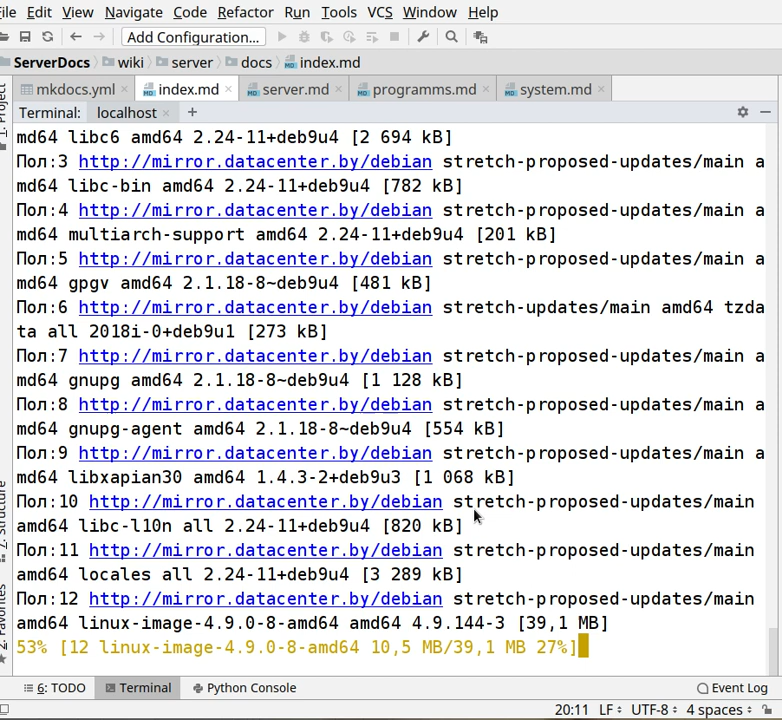 File Edit View Navigate Code Refactor Run Tools VCS Window Help
Add Configuration...
ServerDocs wiki server docs index.md
mkdocs.yml index.md server.md programms.md system.md
1: Project
Terminal: localhost
md64 libc6 amd64 2.24-11+deb9u4 [2 694 kB]
Пол:3 http://mirror.datacenter.by/debian stretch-proposed-updates/main a
md64 libc-bin amd64 2.24-11+deb9u4 [782 kB]
Пол:4 http://mirror.datacenter.by/debian stretch-proposed-updates/main a
md64 multiarch-support amd64 2.24-11+deb9u4 [201 kB]
Пол:5 http://mirror.datacenter.by/debian stretch-proposed-updates/main a
md64 gpgv amd64 2.1.18-8~deb9u4 [481 kB]
Пол:6 http://mirror.datacenter.by/debian stretch-updates/main amd64 tzda
ta all 2018i-0+deb9u1 [273 kB]
Пол:7 http://mirror.datacenter.by/debian stretch-proposed-updates/main a
md64 gnupg amd64 2.1.18-8~deb9u4 [1 128 kB]
Пол:8 http://mirror.datacenter.by/debian stretch-proposed-updates/main a
md64 gnupg-agent amd64 2.1.18-8~deb9u4 [554 kB]
Пол:9 http://mirror.datacenter.by/debian stretch-proposed-updates/main a
md64 libxapian30 amd64 1.4.3-2+deb9u3 [1 068 kB]
Пол:10 http://mirror.datacenter.by/debian stretch-proposed-updates/main
amd64 libc-l10n all 2.24-11+deb9u4 [820 kB]
Пол:11 http://mirror.datacenter.by/debian stretch-proposed-updates/main
amd64 locales all 2.24-11+deb9u4 [3 289 kB]
Пол:12 http://mirror.datacenter.by/debian stretch-proposed-updates/main
amd64 linux-image-4.9.0-8-amd64 amd64 4.9.144-3 [39,1 MB]
53% [12 linux-image-4.9.0-8-amd64 10,5 MB/39,1 MB 27%]
Z: Structure
2: Favorites
6: TODO Terminal Python Console Event Log
20:11 LF UTF-8 4 spaces